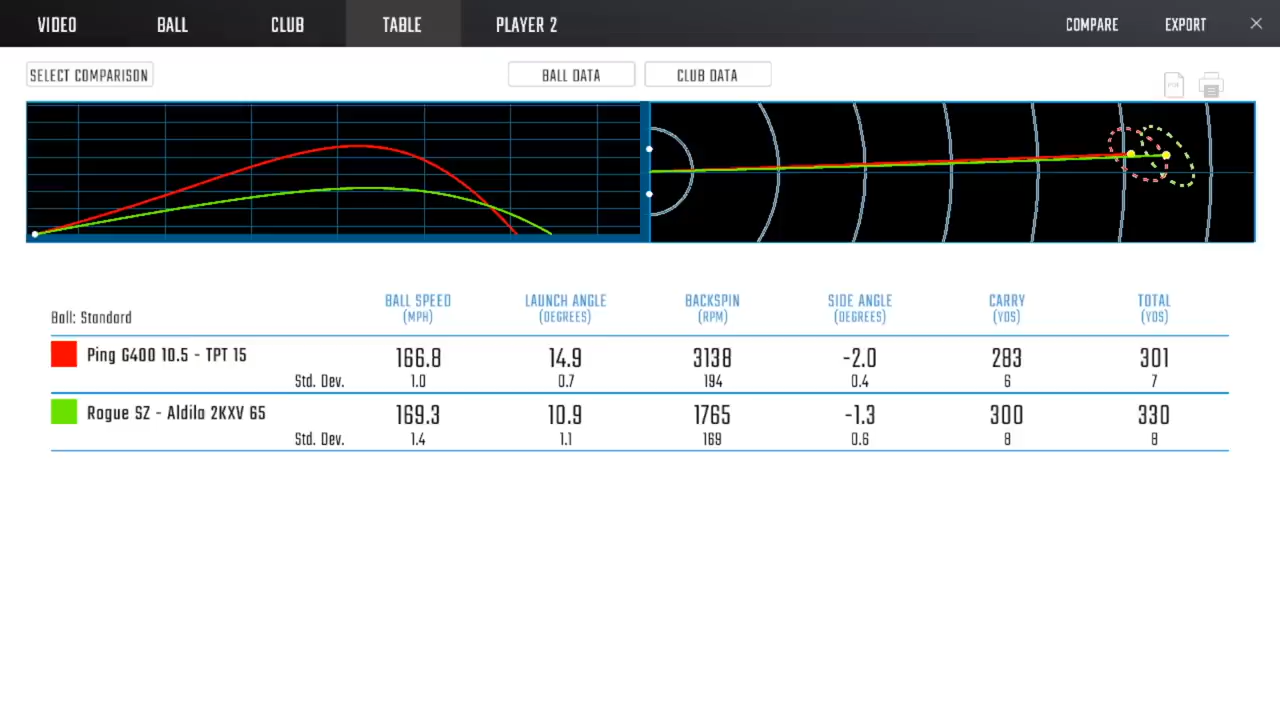 VIDEO BALL CLUB TABLE PLAYER 2 COMPARE EXPORT ×
SELECT COMPARISON BALL DATA CLUB DATA
BALL SPEED LAUNCH ANGLE BACKSPIN SIDE ANGLE CARRY TOTAL
Ball: Standard (MPH) (DEGREES) (RPM) (DEGREES) (YDS) (YDS)
Ping G400 10.5 - TPT 15 166.8 14.9 3138 -2.0 283 301
Std. Dev. 1.0 0.7 194 0.4 6 7
Rogue SZ - Aldila 2KXV 65 169.3 10.9 1765 -1.3 300 330
Std. Dev. 1.4 1.1 169 0.6 8 8